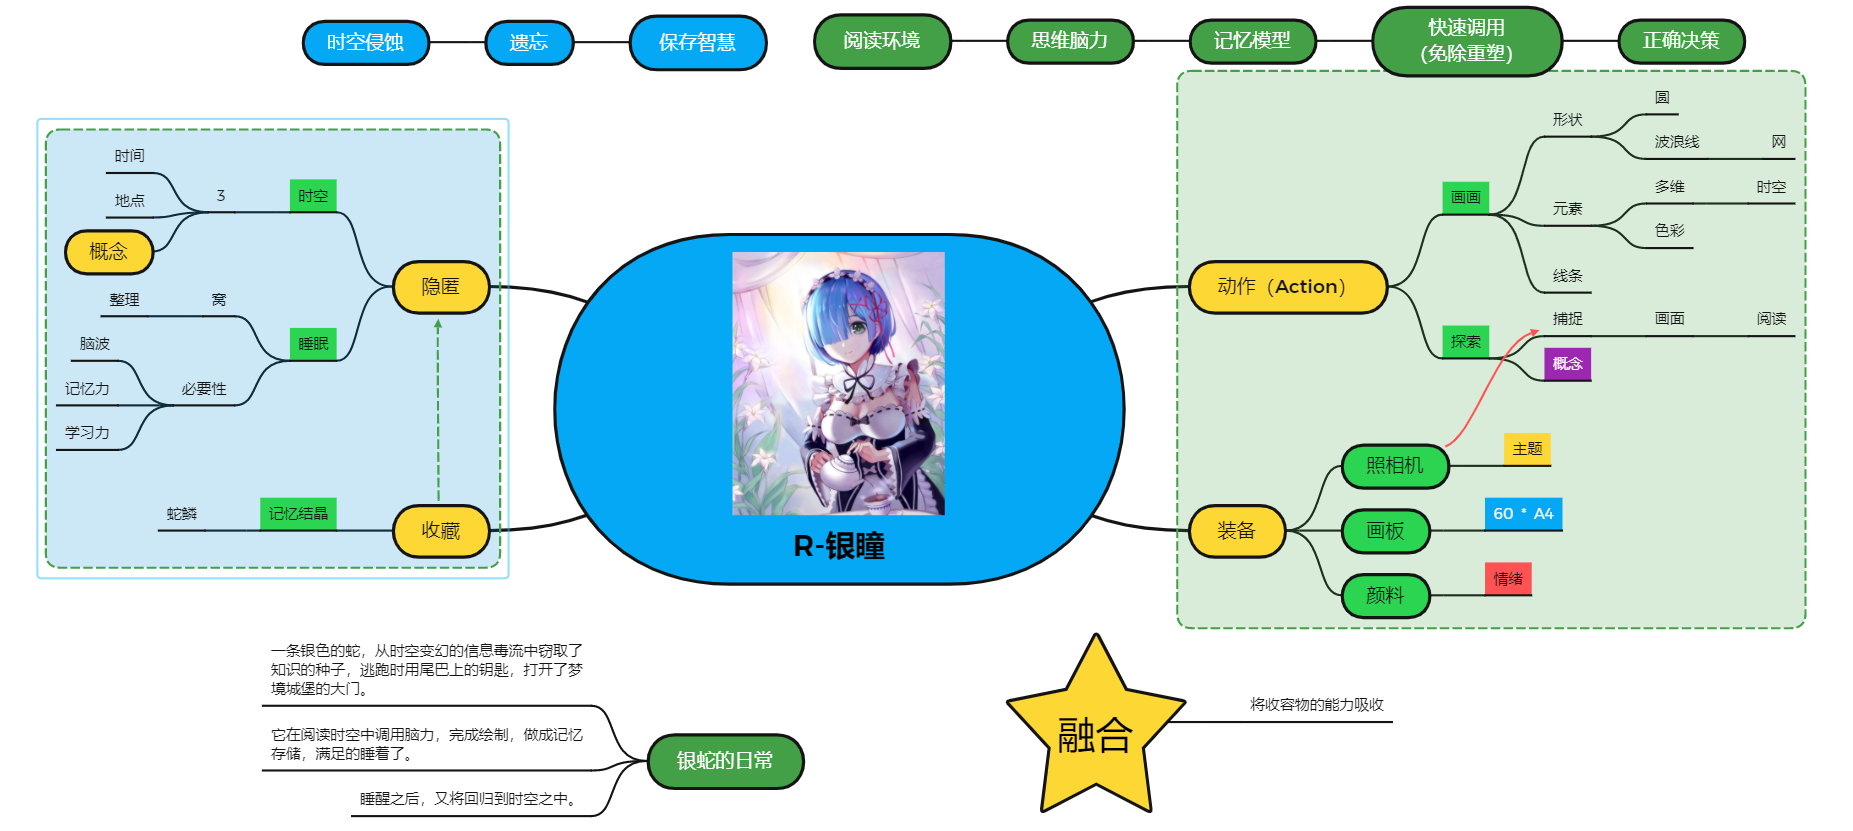 时空侵蚀
遗忘
保存智慧
阅读环境
思维脑力
记忆模型
快速调用
(免除重塑)
正确决策
时间
地点
概念
3
时空
整理
窝
脑波
记忆力
学习力
必要性
睡眠
隐匿
蛇鳞
记忆结晶
收藏
R-银瞳
动作（Action）
画画
形状
圆
波浪线
网
元素
多维
时空
色彩
线条
探索
捕捉
画面
阅读
概念
装备
照相机
主题
画板
60 * A4
颜料
情绪
一条银色的蛇，从时空变幻的信息毒流中窃取了
知识的种子，逃跑时用尾巴上的钥匙，打开了梦
境城堡的大门。
它在阅读时空中调用脑力，完成绘制，做成记忆
存储，满足的睡着了。
睡醒之后，又将回归到时空之中。
银蛇的日常
融合
将收容物的能力吸收